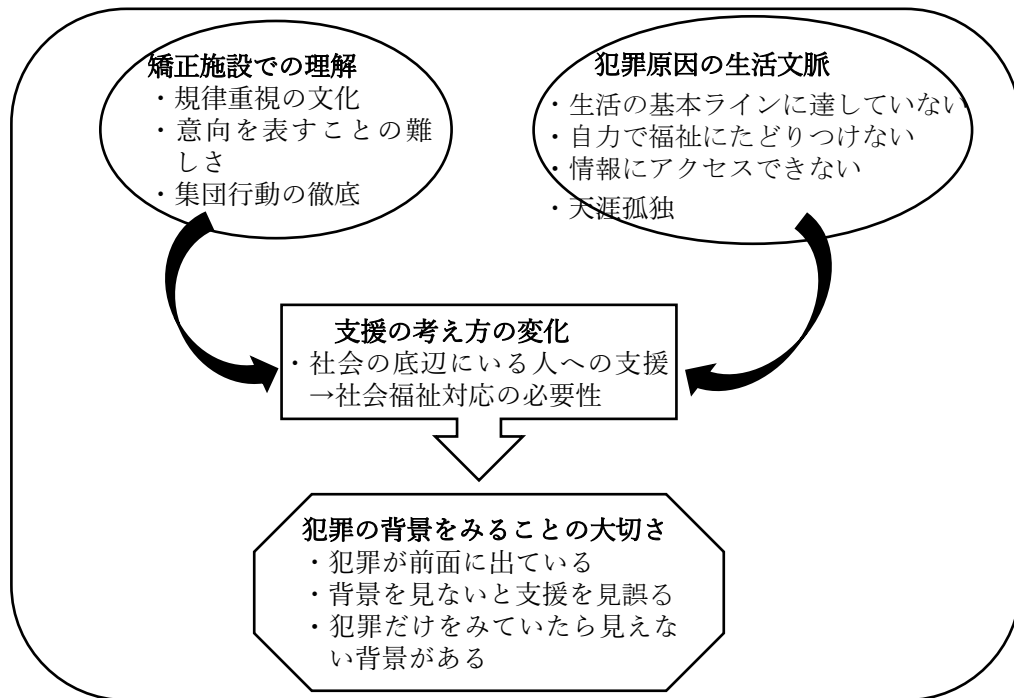 矯正施設での理解
・規律重視の文化
・意向を表すことの難
しさ
・集団行動の徹底
犯罪原因の生活文脈
・生活の基本ラインに達していない
・自力で福祉にたどりつけない
・情報にアクセスできない
・天涯孤独
支援の考え方の変化
・社会の底辺にいる人への支援
→社会福祉対応の必要性
犯罪の背景をみることの大切さ
・犯罪が前面に出ている
・背景を見ないと支援を見誤る
・犯罪だけをみていたら見えな
い背景がある